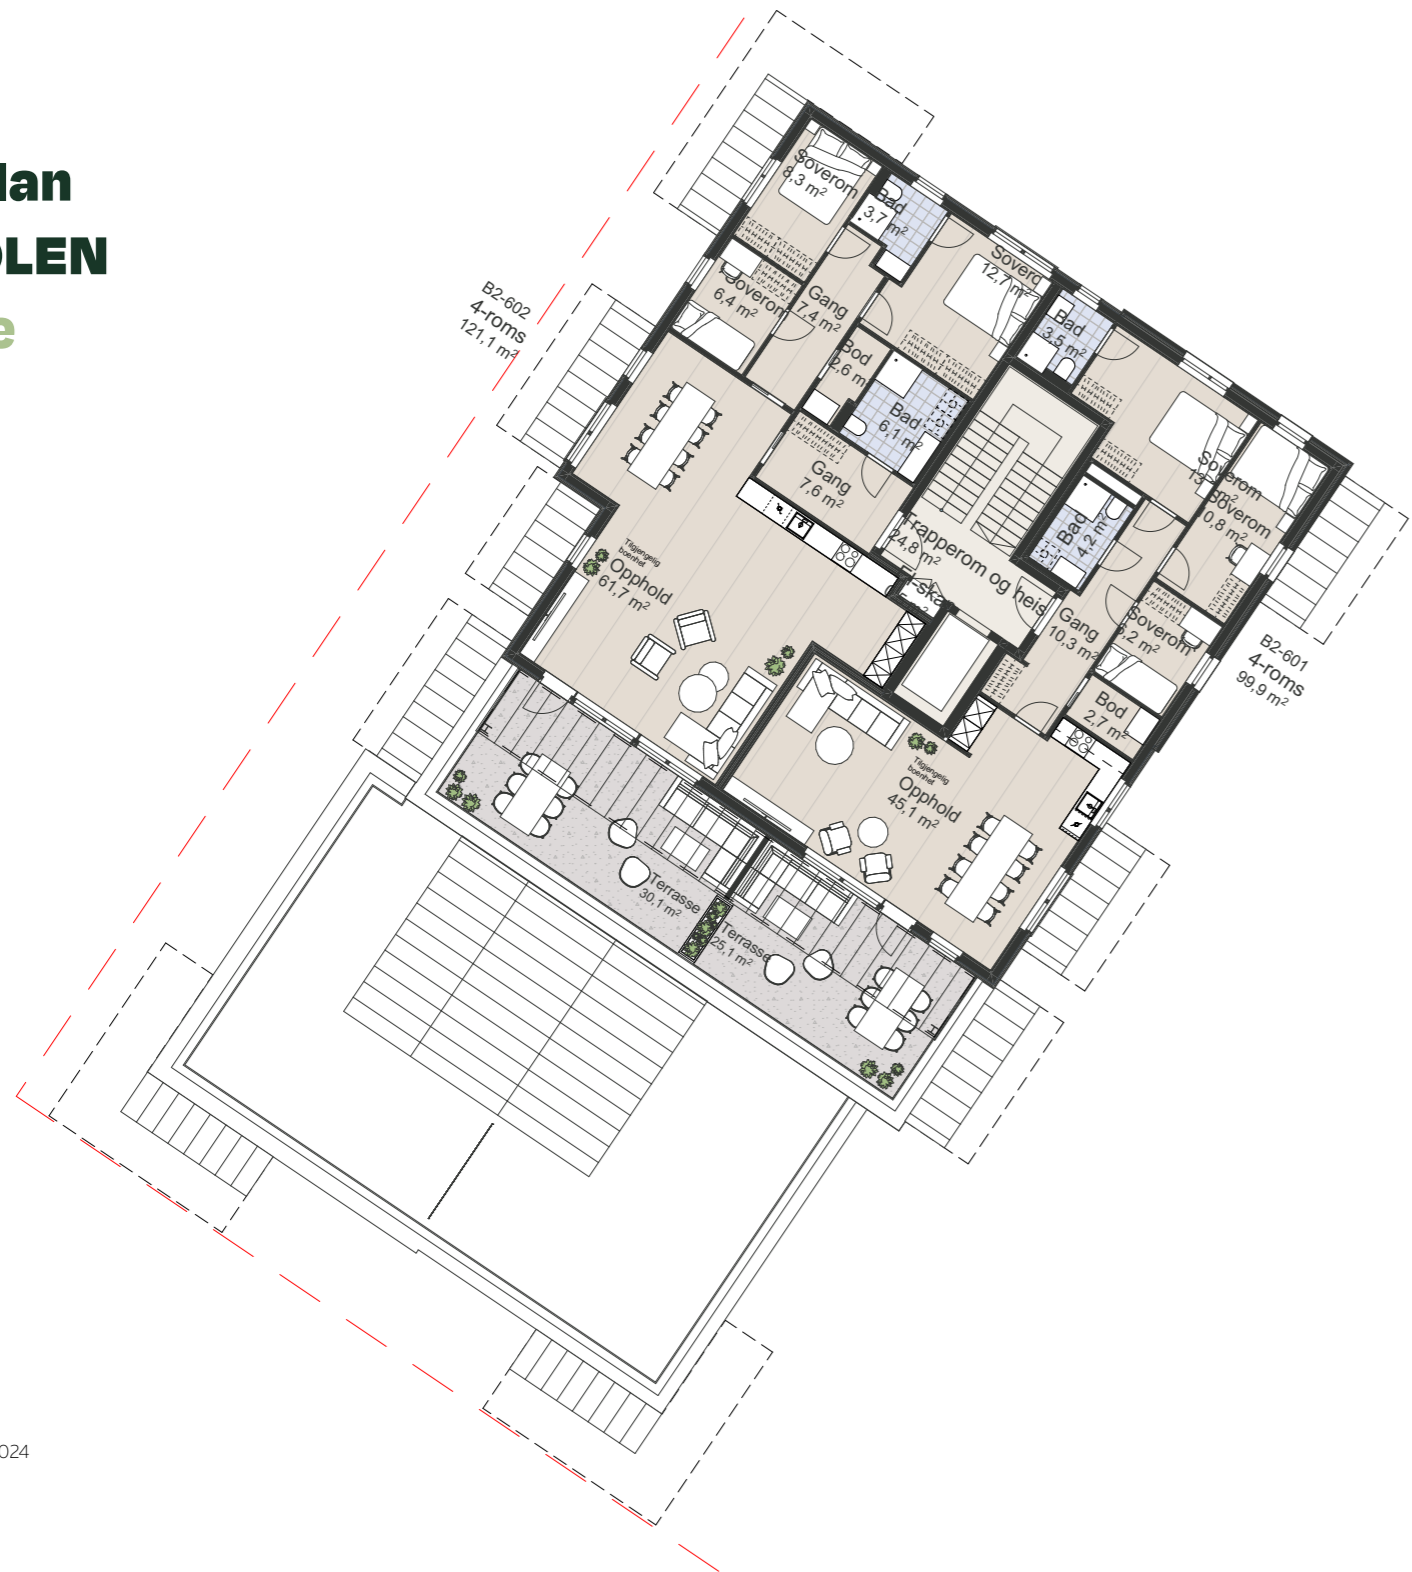 lan
OLEN
e
B2-602
4-roms
121,1 m²
Soverom
8,3 m²
Bad
3,7 m²
Soverom
6,4 m²
Gang
7,4 m²
12,7 m²
Bad
3,5 m²
Bod
2,6 m
Bad
6,1 m²
Gang
7,6 m²
Soverom
Soverom
0,8 m²
Bad
4,2 m²
Trapperom og heis
24,8 m²
Tilgjengelig
boenhet
Opphold
61,7 m²
Gang
10,3 m²
Soverom
Bod
2,7 m²
B2-601
4-roms
99,9 m²
Tilgjengelig
boenhet
Opphold
45,1 m²
Terrasse
30,1 m²
Terrasse
25,1 m²
024